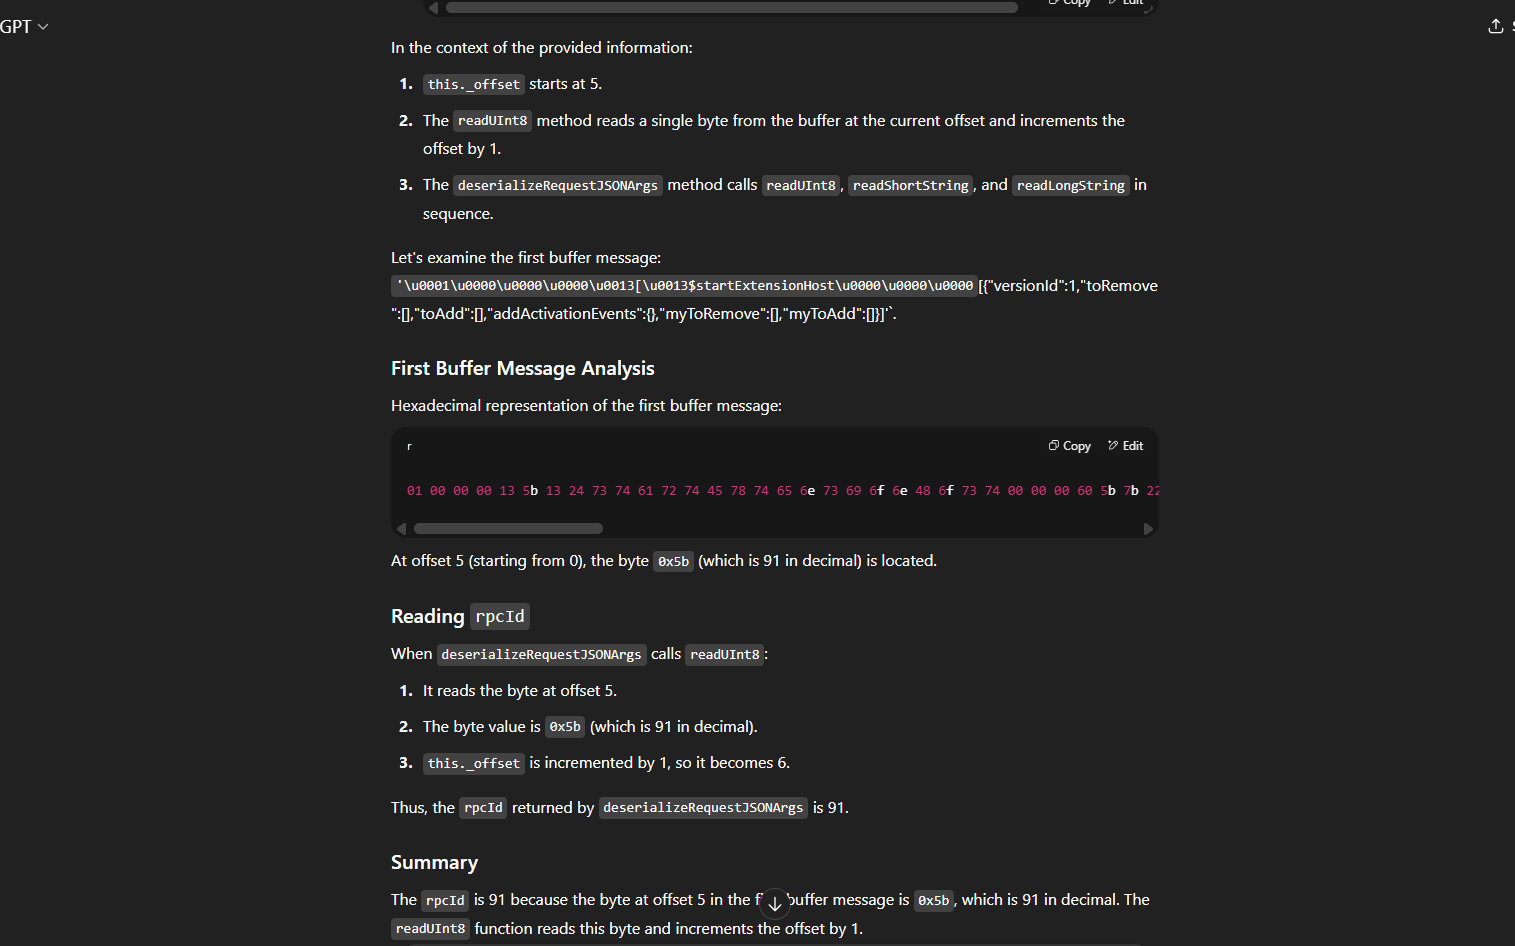 Copy Edit
GPT
In the context of the provided information:
1. this._offset starts at 5.
2. The readUInt8 method reads a single byte from the buffer at the current offset and increments the
offset by 1.
3. The deserializeRequestJSONArgs method calls readUInt8, readShortString, and readLongString in
sequence.
Let's examine the first buffer message:
'\u0001\u0000\u0000\u0000\u0013[\u0013$startExtensionHost\u0000\u0000\u0000[{"versionId":1,"toRemove
":[],"toAdd":[],"addActivationEvents":{},"myToRemove":[],"myToAdd":[]}]'`.
First Buffer Message Analysis
Hexadecimal representation of the first buffer message:
r Copy Edit
01 00 00 00 13 5b 13 24 73 74 61 72 74 45 78 74 65 6e 73 69 6f 6e 48 6f 73 74 00 00 00 60 5b 7b 22
At offset 5 (starting from 0), the byte 0x5b (which is 91 in decimal) is located.
Reading rpcId
When deserializeRequestJSONArgs calls readUInt8:
1. It reads the byte at offset 5.
2. The byte value is 0x5b (which is 91 in decimal).
3. this._offset is incremented by 1, so it becomes 6.
Thus, the rpcId returned by deserializeRequestJSONArgs is 91.
Summary
The rpcId is 91 because the byte at offset 5 in the buffer message is 0x5b, which is 91 in decimal. The
readUInt8 function reads this byte and increments the offset by 1.